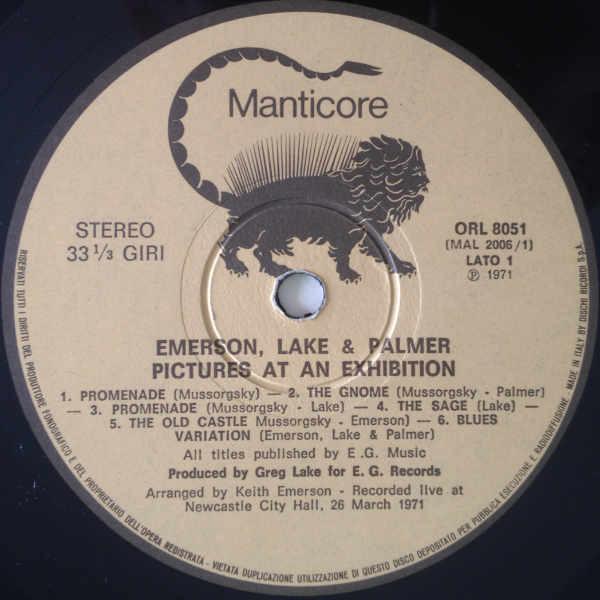 Manticore
STEREO
33 1/3 GIRI
ORL 8051
(MAL 2006/1)
LATO 1
℗ 1971
EMERSON, LAKE & PALMER
PICTURES AT AN EXHIBITION
1. PROMENADE (Mussorgsky) — 2. THE GNOME (Mussorgsky - Palmer)
— 3. PROMENADE (Mussorgsky - Lake) — 4. THE SAGE (Lake) —
5. THE OLD CASTLE Mussorgsky - Emerson) — 6. BLUES
VARIATION (Emerson, Lake & Palmer)
All titles published by E.G. Music
Produced by Greg Lake for E. G. Records
Arranged by Keith Emerson - Recorded live at
Newcastle City Hall, 26 March 1971
RISERVATI TUTTI I DIRITTI DEL PRODUTTORE FONOGRAFICO E DEL PROPRIETARIO DELL'OPERA REGISTRATA - VIETATA DUPLICAZIONE UTILIZZAZIONE DI QUESTO DISCO DEPOSITATO PER PUBBLICA ESECUZIONE E RADIODIFFUSIONE. MADE IN ITALY BY DISCHI RICORDI S.p.A.